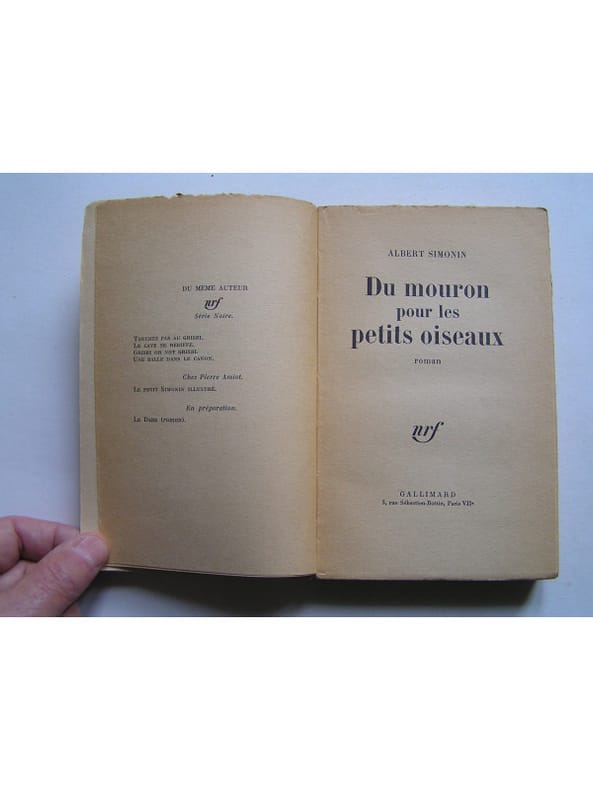 DU MEME AUTEUR
nrf
Série Noire.
TOUCHEZ PAS AU GRISBI.
LE CAVE SE REBIFFE.
GRISBI OR NOT GRISBI.
UNE BALLE DANS LE CANON.
Chez Pierre Amiot.
LE PETIT SIMONIN ILLUSTRÉ.
En préparation.
LE DABE (roman).
ALBERT SIMONIN
Du mouron
pour les
petits oiseaux
roman
nrf
GALLIMARD
5, rue Sébastien-Bottin, Paris VIIe